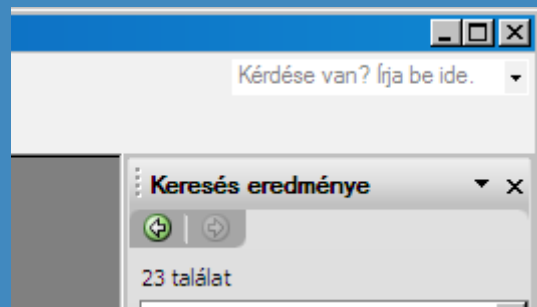 Kérdése van? Írja be ide.
Keresés eredménye
23 találat